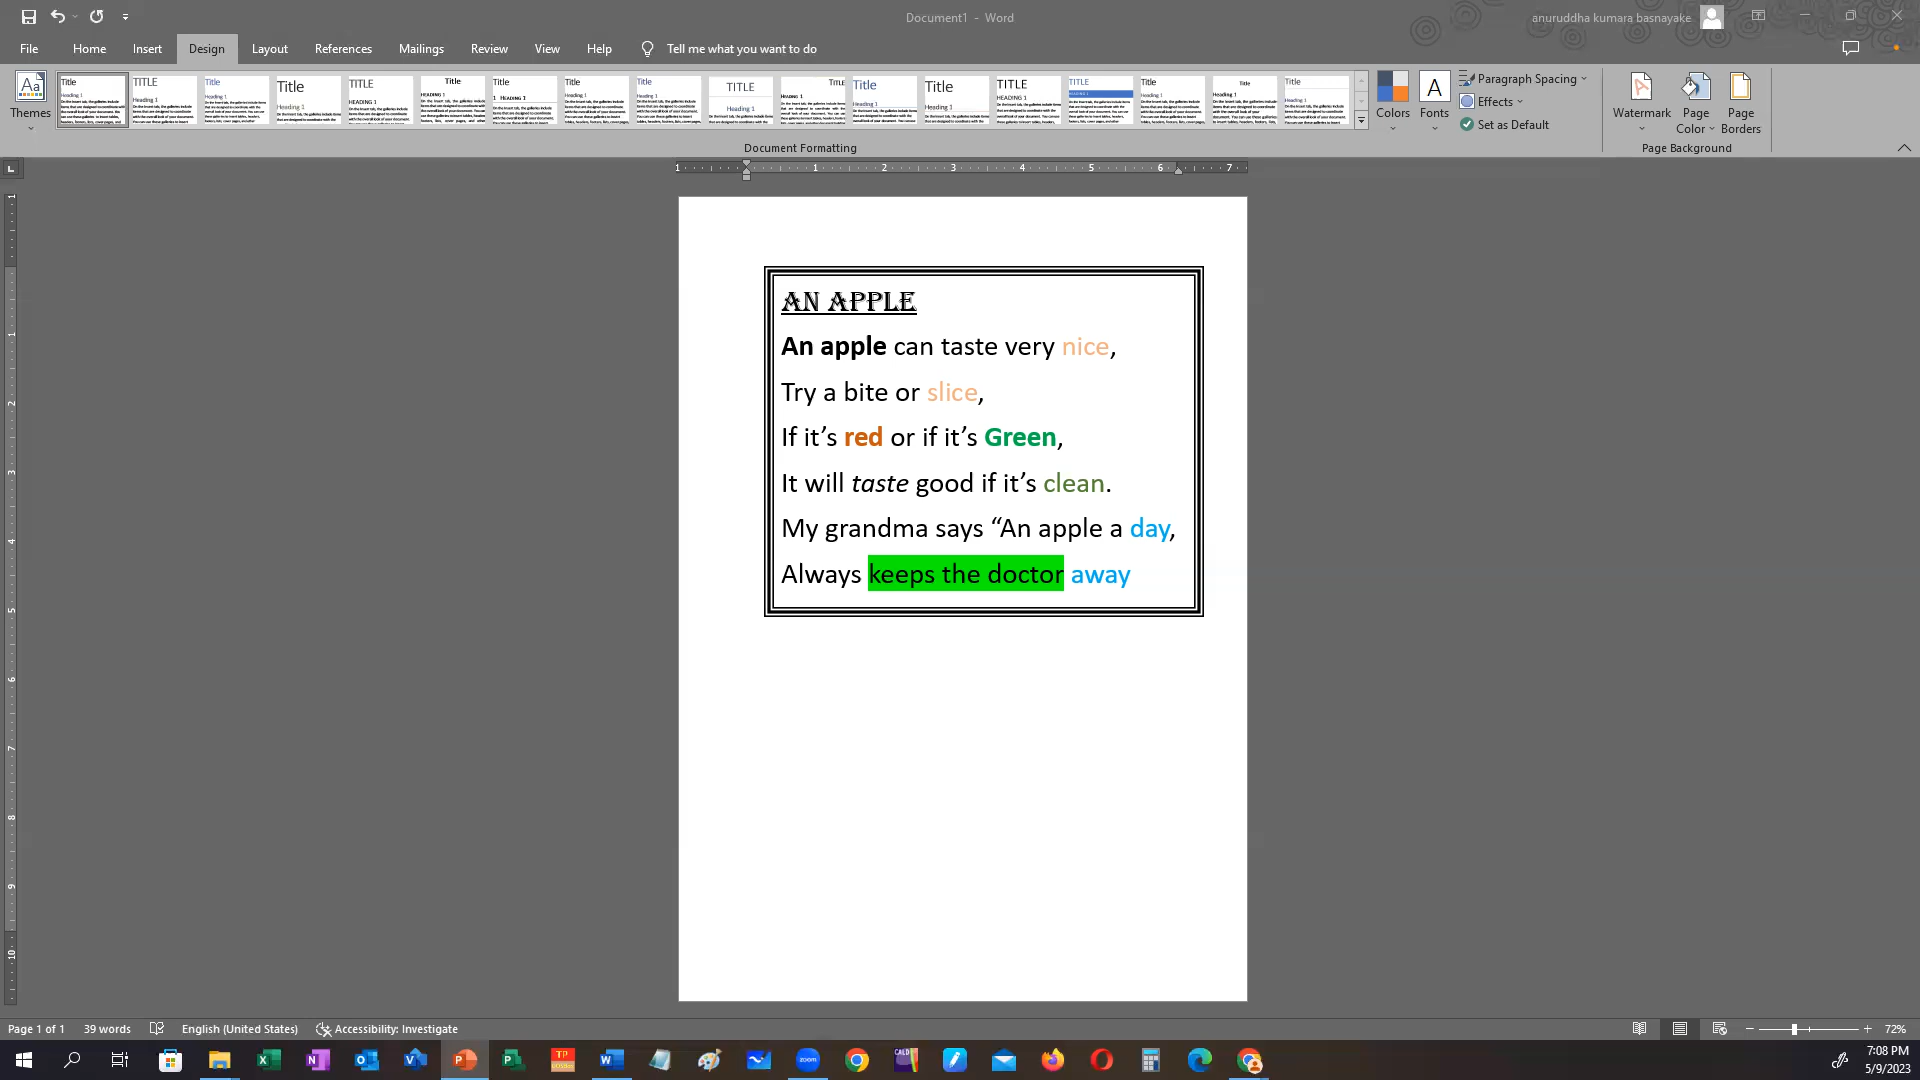 Document1 - Word
anuruddha kumara basnayake
File Home Insert Design Layout References Mailings Review View Help Tell me what you want to do
Themes
Colors
Fonts
Paragraph Spacing
Effects
Set as Default
Watermark
Page Color
Page Borders
Document Formatting
Page Background
AN APPLE
An apple can taste very nice,
Try a bite or slice,
If it’s red or if it’s Green,
It will taste good if it’s clean.
My grandma says “An apple a day,
Always keeps the doctor away
Page 1 of 1 39 words English (United States) Accessibility: Investigate 72%
7:08 PM
5/9/2023